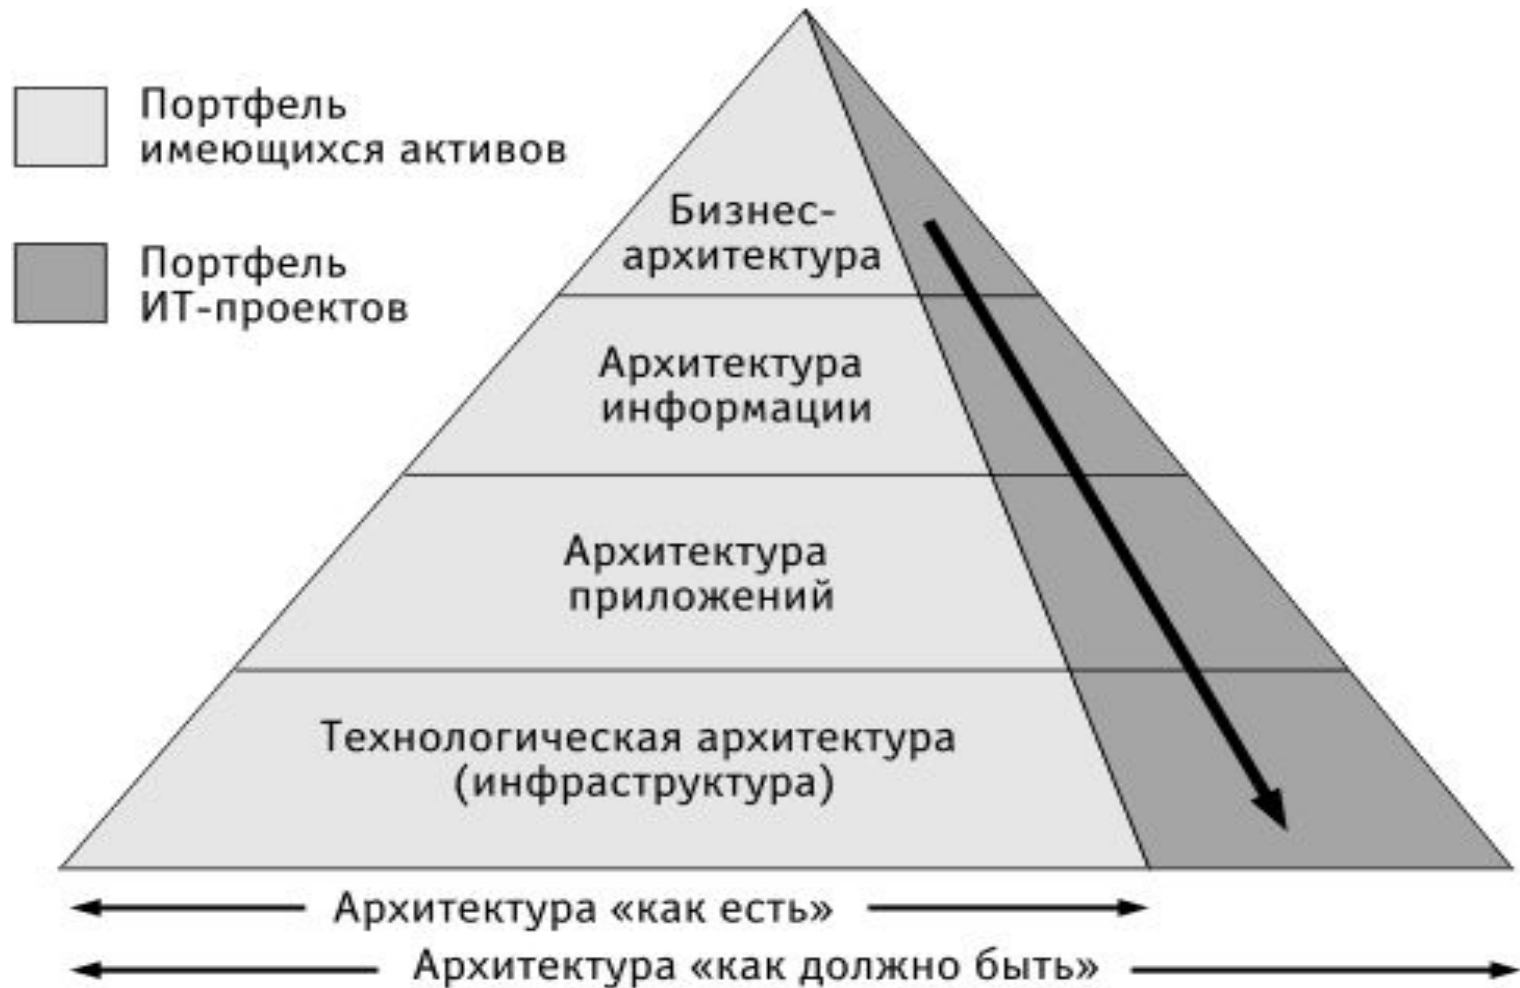 Портфель
имеющихся активов
Портфель
ИТ-проектов
Бизнес-
архитектура
Архитектура
информации
Архитектура
приложений
Технологическая архитектура
(инфраструктура)
Архитектура «как есть»
Архитектура «как должно быть»